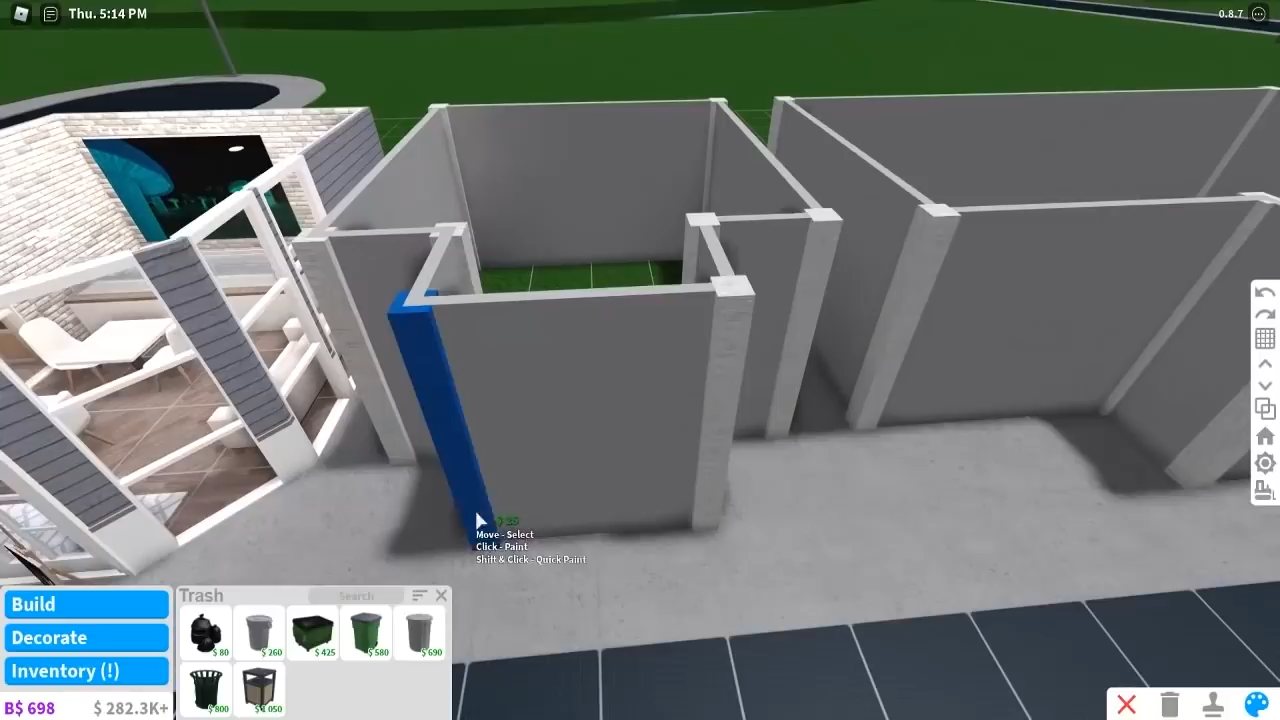 Thu. 5:14 PM
0.8.7
$ 25
Move - Select
Click - Paint
Shift & Click - Quick Paint
Build
Decorate
Inventory (!)
B$ 698
$ 282.3K+
Trash
Search
$ 80
$ 260
$ 425
$ 580
$ 690
$ 800
$ 1 050